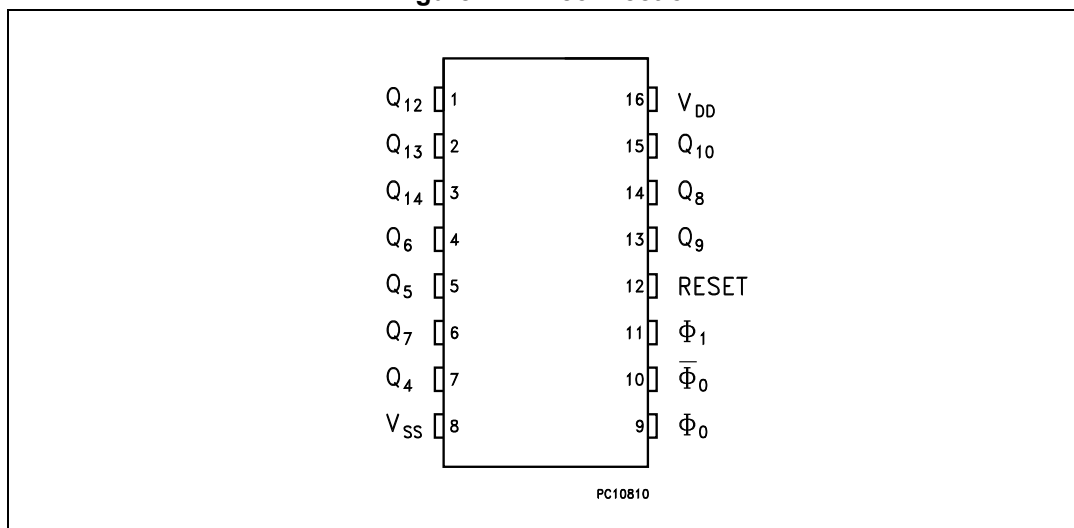 Q12 1 16 VDD
Q13 2 15 Q10
Q14 3 14 Q8
Q6 4 13 Q9
Q5 5 12 RESET
Q7 6 11 Φ1
Q4 7 10 Φ̅0
VSS 8 9 Φ0
PC10810